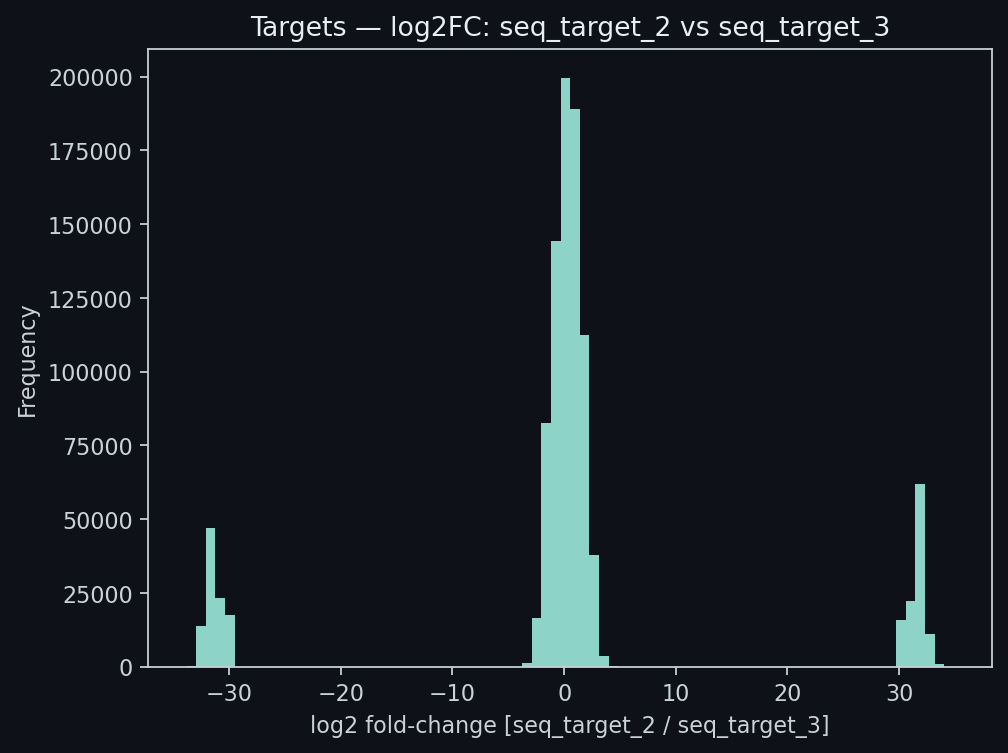 Targets — log2FC: seq_target_2 vs seq_target_3
200000
175000
150000
125000
100000
75000
50000
25000
0
Frequency
−30 −20 −10 0 10 20 30
log2 fold-change [seq_target_2 / seq_target_3]